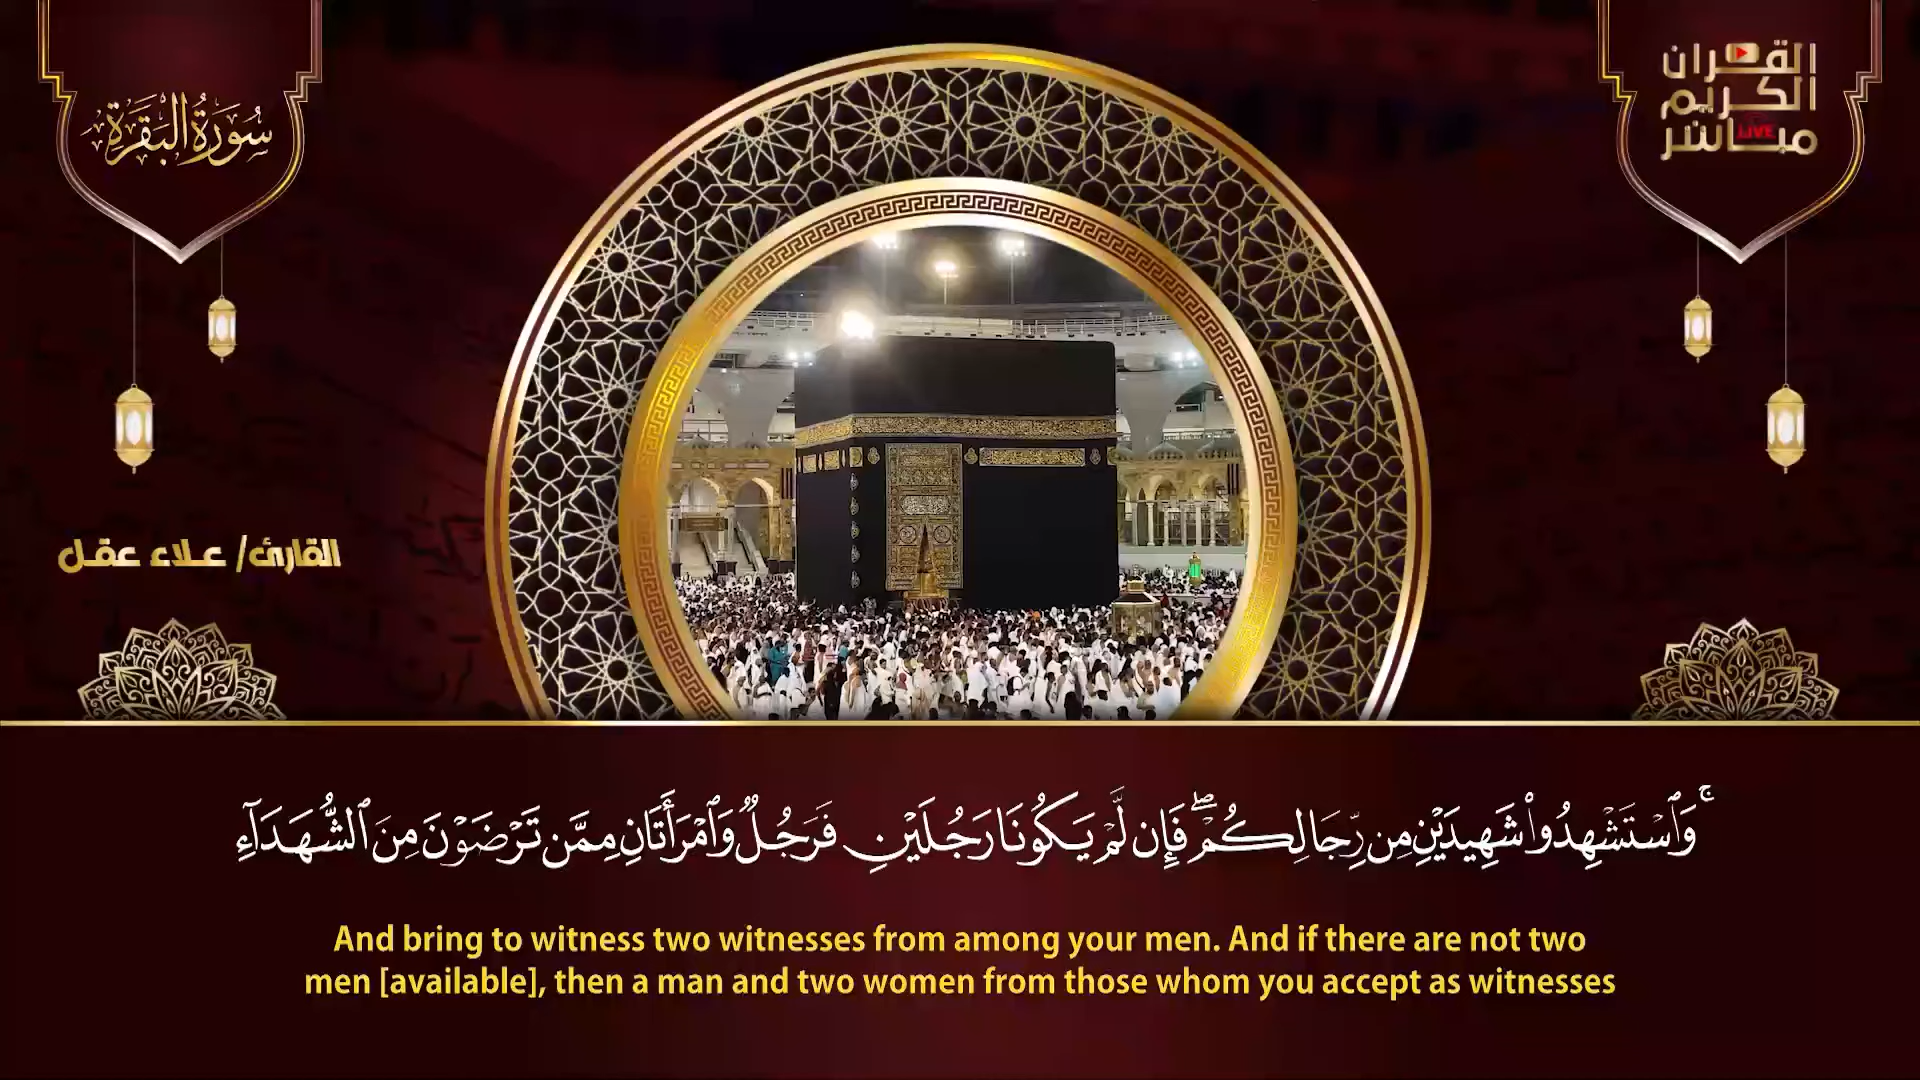 سُورَةُ البَقَرَةِ
القرآن
الكريم
مباشر
LIVE
القارئ/ علاء عقل
وَٱسْتَشْهِدُوا۟ شَهِيدَيْنِ مِن رِّجَالِكُمْ ۖ فَإِن لَّمْ يَكُونَا رَجُلَيْنِ فَرَجُلٌ وَٱمْرَأَتَانِ مِمَّن تَرْضَوْنَ مِنَ ٱلشُّهَدَآءِ
And bring to witness two witnesses from among your men. And if there are not two
men [available], then a man and two women from those whom you accept as witnesses